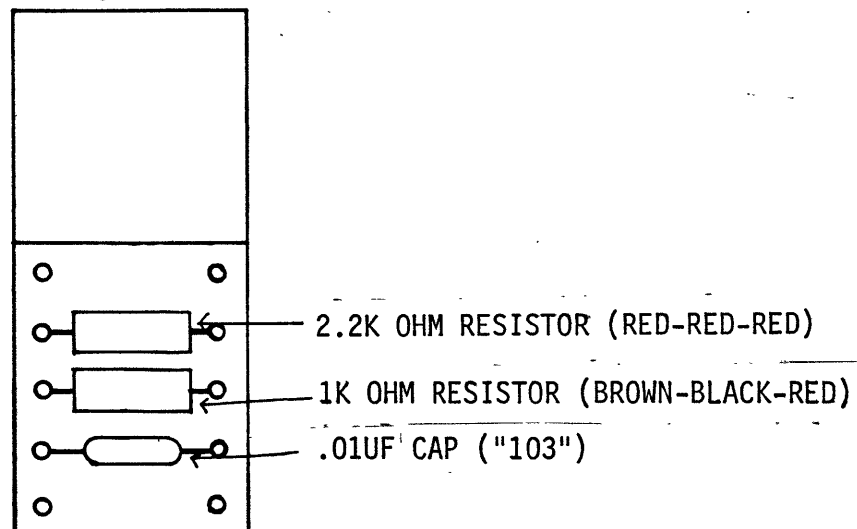 2.2K OHM RESISTOR (RED-RED-RED)
1K OHM RESISTOR (BROWN-BLACK-RED)
.01UF CAP ("103")